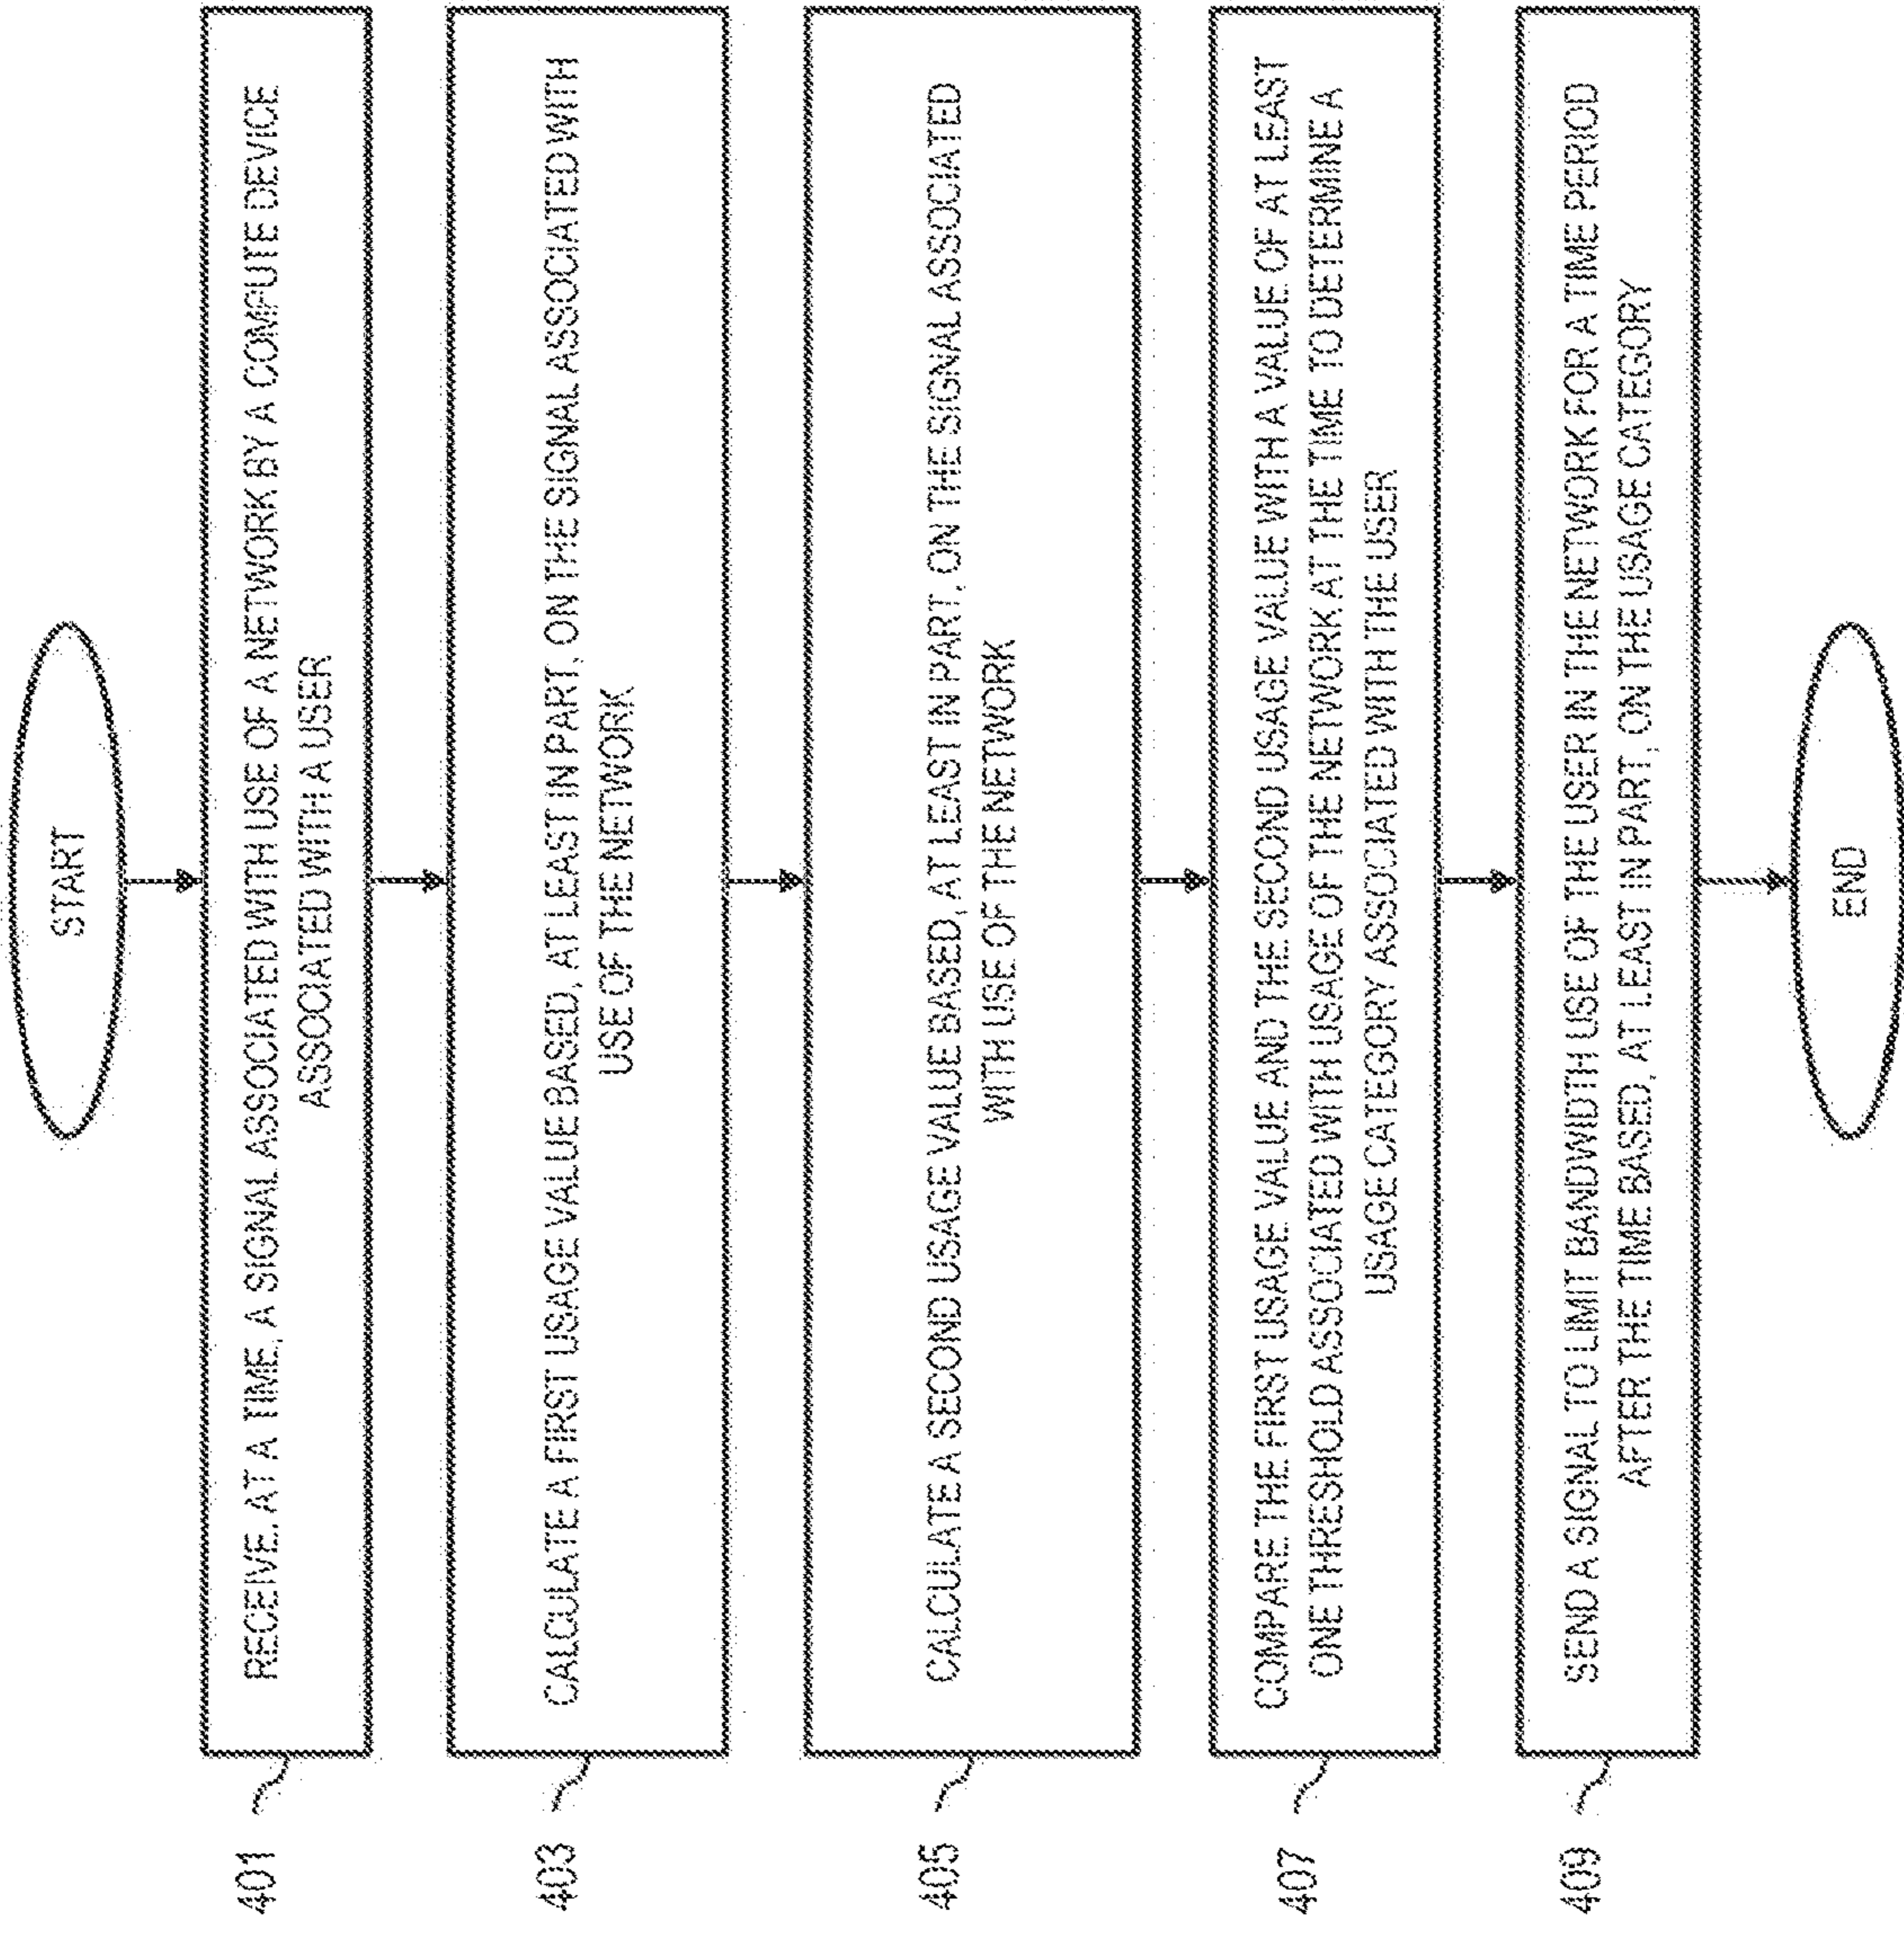 START
401
RECEIVE, AT A TIME, A SIGNAL ASSOCIATED WITH USE OF A NETWORK BY A COMPUTE DEVICE
ASSOCIATED WITH A USER
403
CALCULATE A FIRST USAGE VALUE BASED, AT LEAST IN PART, ON THE SIGNAL ASSOCIATED WITH
USE OF THE NETWORK
405
CALCULATE A SECOND USAGE VALUE BASED, AT LEAST IN PART, ON THE SIGNAL ASSOCIATED
WITH USE OF THE NETWORK
407
COMPARE THE FIRST USAGE VALUE AND THE SECOND USAGE VALUE WITH A VALUE OF AT LEAST
ONE THRESHOLD ASSOCIATED WITH USAGE OF THE NETWORK AT THE TIME TO DETERMINE A
USAGE CATEGORY ASSOCIATED WITH THE USER
409
SEND A SIGNAL TO LIMIT BANDWIDTH USE OF THE USER IN THE NETWORK FOR A TIME PERIOD
AFTER THE TIME BASED, AT LEAST IN PART, ON THE USAGE CATEGORY
END